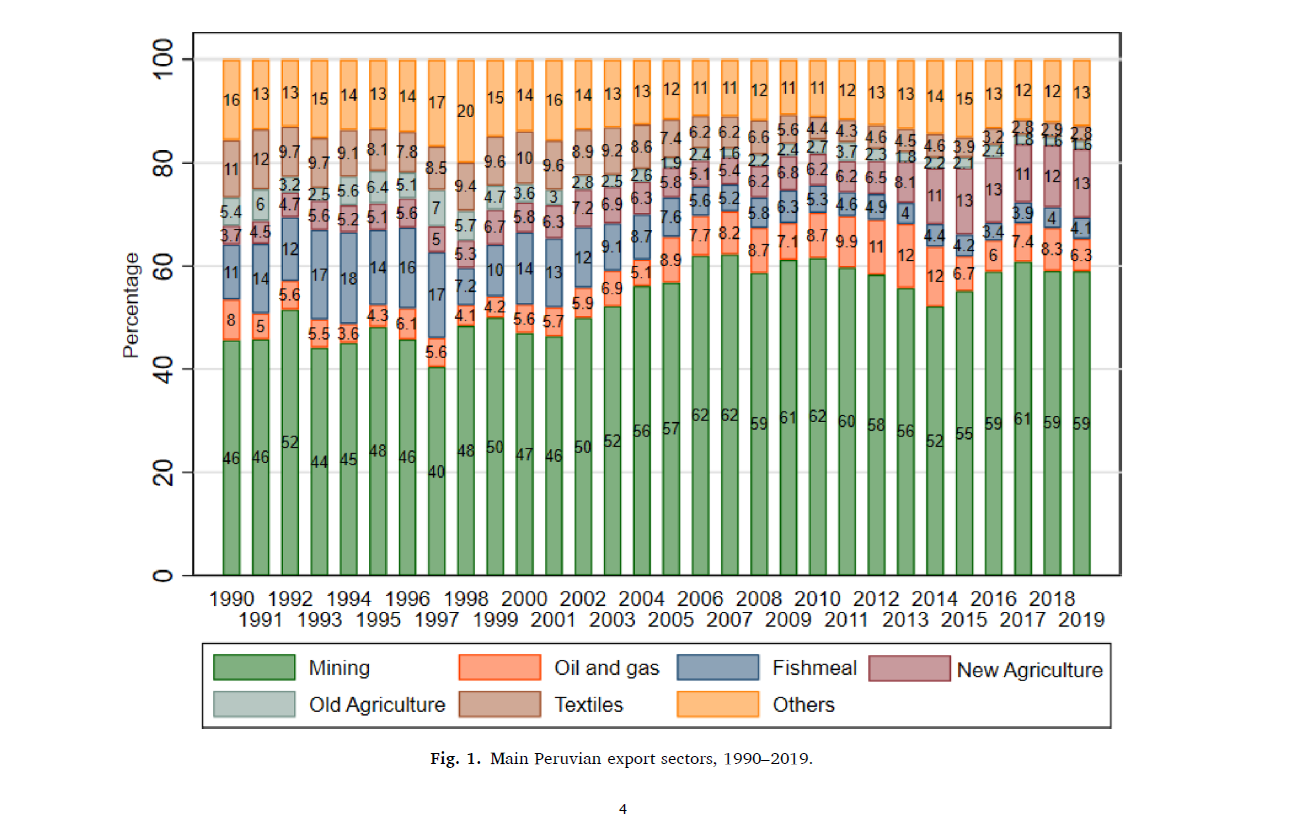 Percentage
100
80
60
40
20
0
16 13 13 15 14 13 14 17 20 15 14 16 14 13 13 12 11 11 12 11 11 12 13 13 14 15 13 12 12 13
11 12 9.7 9.7 9.1 8.1 7.8 8.5 9.4 9.6 10 9.6 8.9 9.2 8.6 7.4 6.2 6.2 6.6 5.6 4.4 4.3 4.6 4.5 4.6 3.9 3.2 2.8 2.9 2.8
5.4 6 3.2 2.5 5.6 6.4 5.1 7 5.7 4.7 3.6 3 2.8 2.5 2.6 1.9 2.4 1.6 2.2 2.4 2.7 3.7 2.3 1.8 2.2 2.4 1.8 1.6 1.6
3.7 4.5 4.7 5.6 5.2 5.1 5.6 5 5.3 6.7 5.8 6.3 7.2 6.9 6.3 5.8 5.1 5.4 6.2 6.8 6.2 6.2 6.5 8.1 11 13 13 11 12 13
11 14 12 17 18 14 16 17 7.2 10 14 13 12 9.1 8.7 7.6 5.6 5.2 5.8 6.3 5.3 4.6 4.9 4 4.4 4.2 3.4 3.9 4 4.1
8 5 5.6 5.5 3.6 4.3 6.1 5.6 4.1 4.2 5.6 5.7 5.9 6.9 5.1 8.9 7.7 8.2 8.7 7.1 8.7 9.9 11 12 12 6.7 6 7.4 8.3 6.3
46 46 52 44 45 48 46 40 48 50 47 46 50 52 56 57 62 62 59 61 62 60 58 56 52 55 59 61 59 59
1990 1992 1994 1996 1998 2000 2002 2004 2006 2008 2010 2012 2014 2016 2018
1991 1993 1995 1997 1999 2001 2003 2005 2007 2009 2011 2013 2015 2017 2019
Mining Oil and gas Fishmeal New Agriculture
Old Agriculture Textiles Others
Fig. 1. Main Peruvian export sectors, 1990–2019.
4